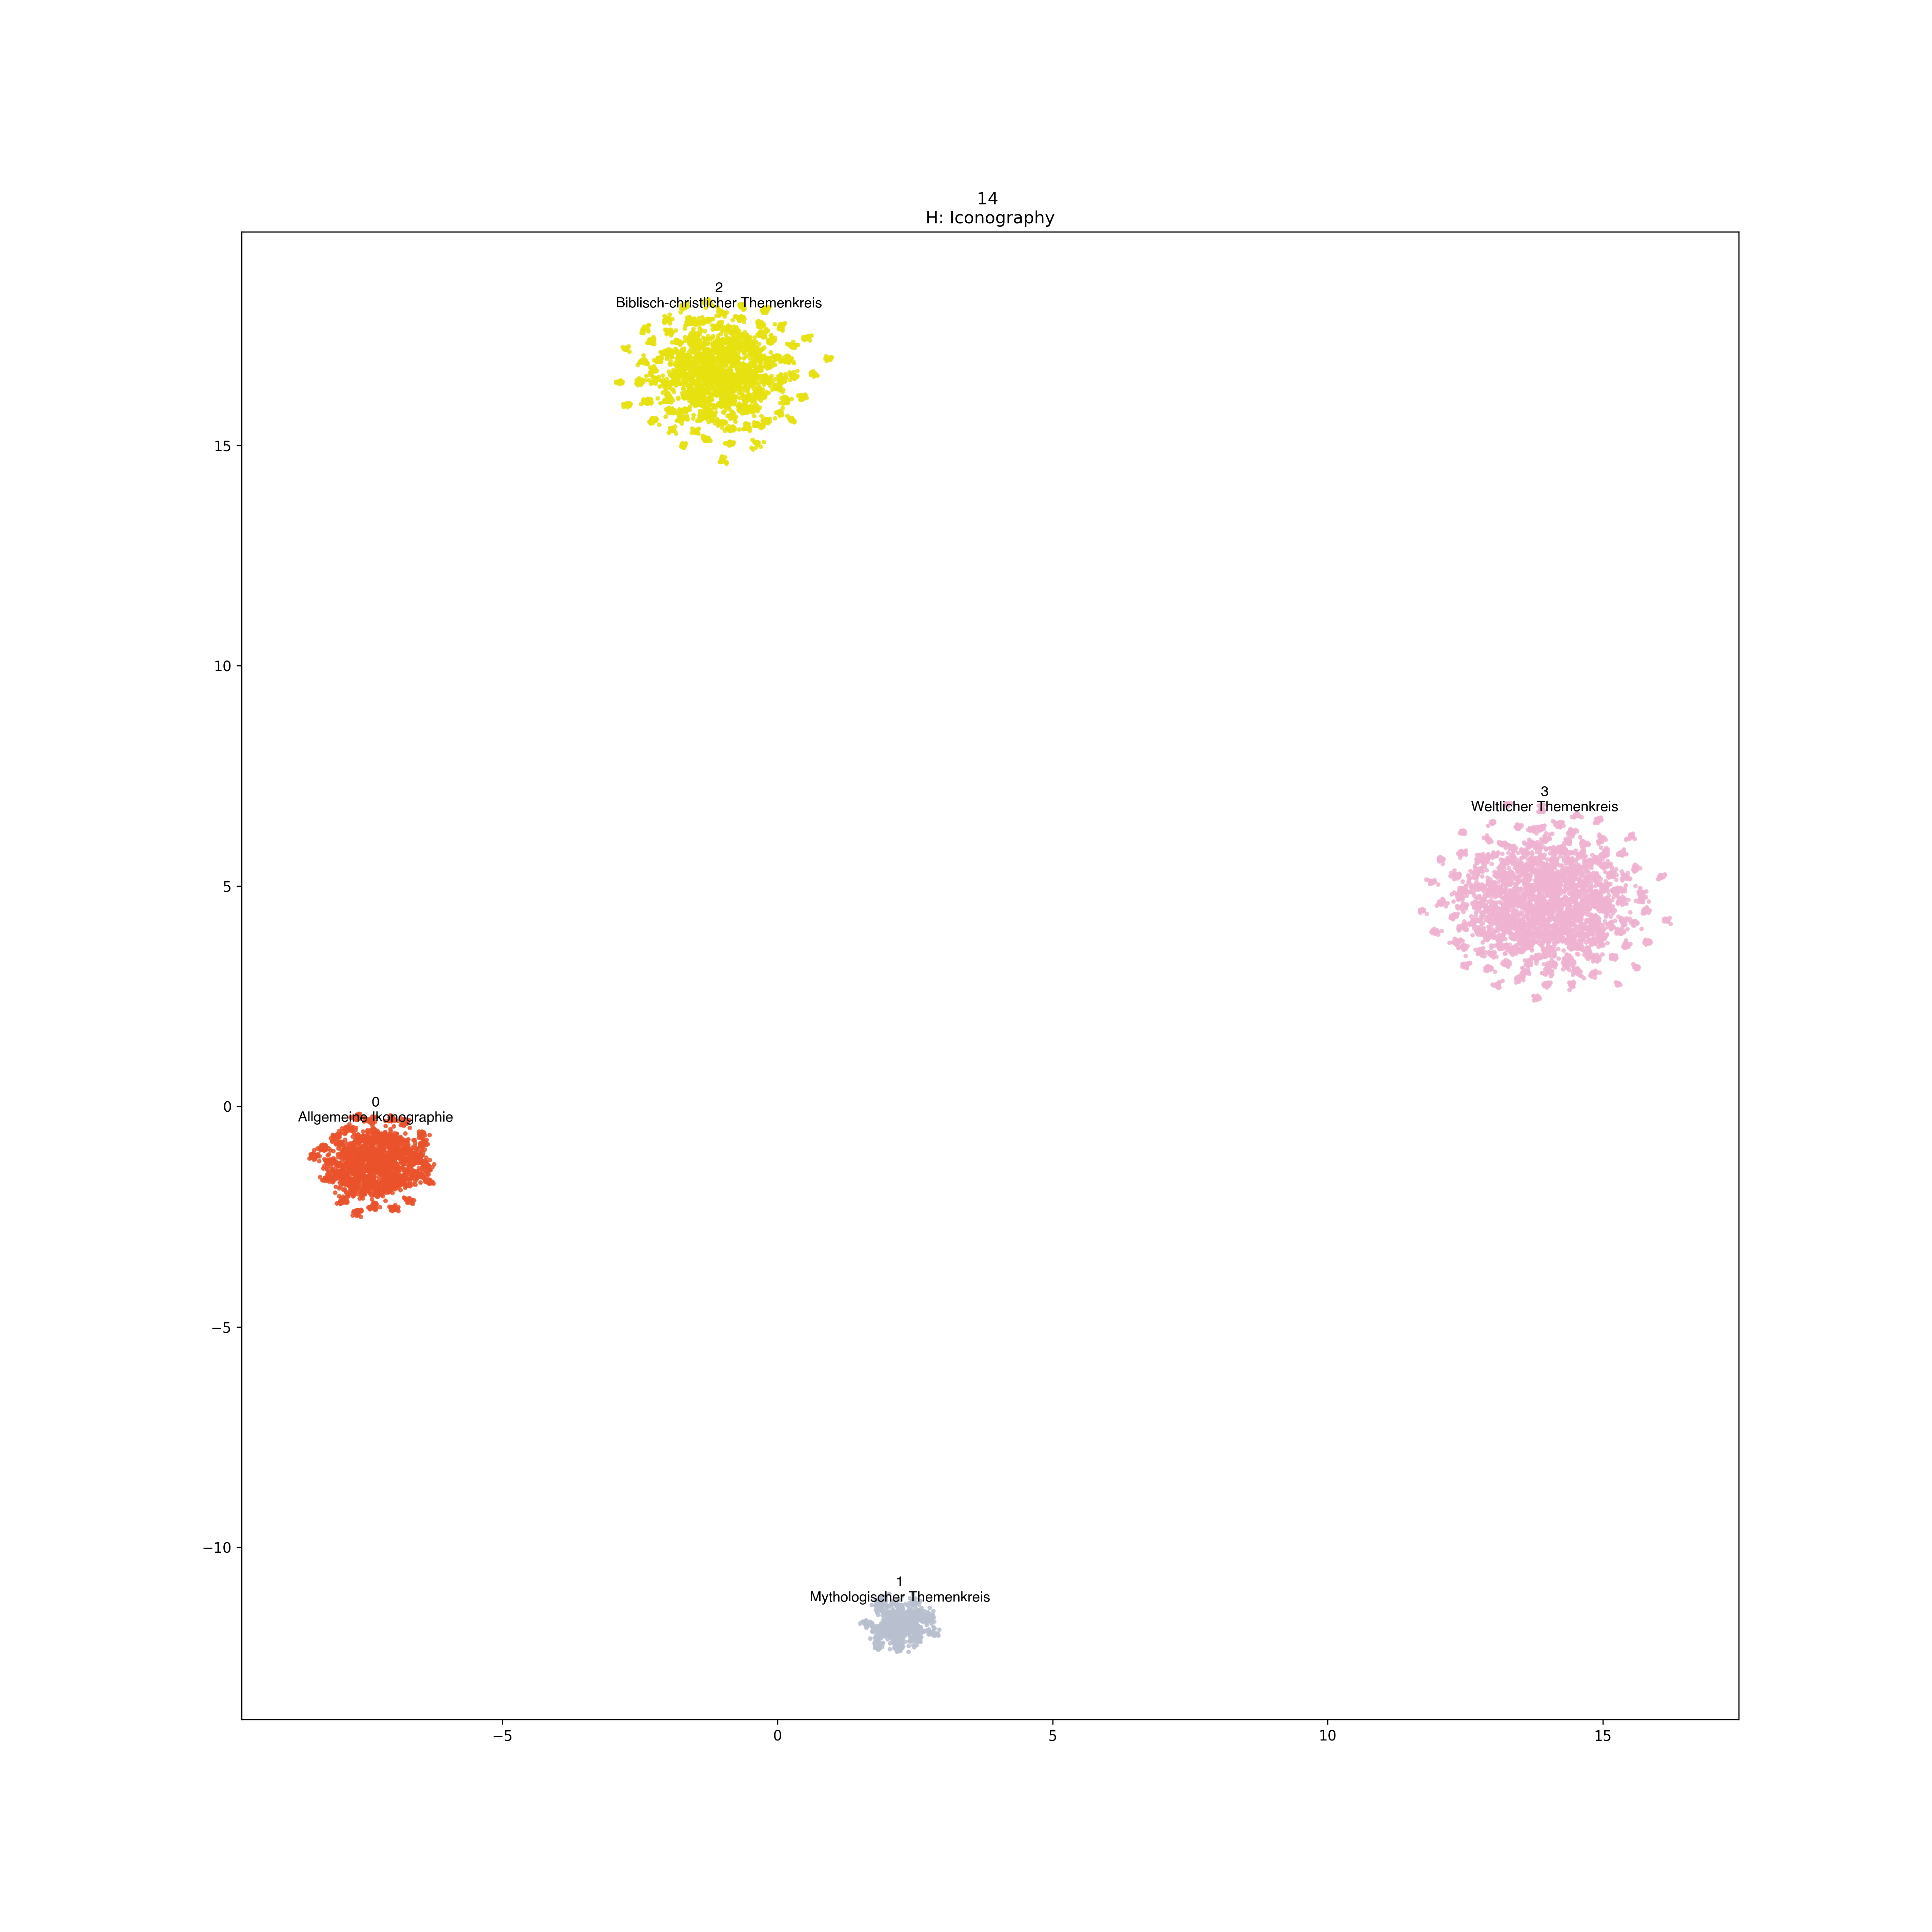 14
H: Iconography
2
Biblisch-christlicher Themenkreis
15
10
3
Weltlicher Themenkreis
5
0
0
Allgemeine Ikonographie
−5
−10
1
Mythologischer Themenkreis
−5 0 5 10 15